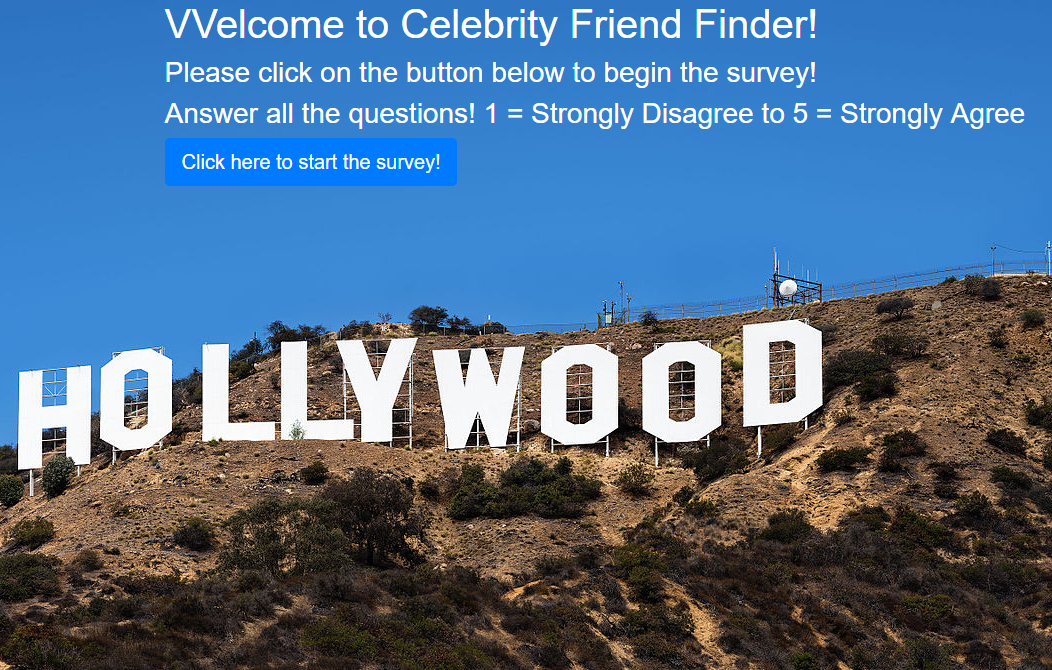 VVelcome to Celebrity Friend Finder!
Please click on the button below to begin the survey!
Answer all the questions! 1 = Strongly Disagree to 5 = Strongly Agree
Click here to start the survey!
HOLLYWOOD